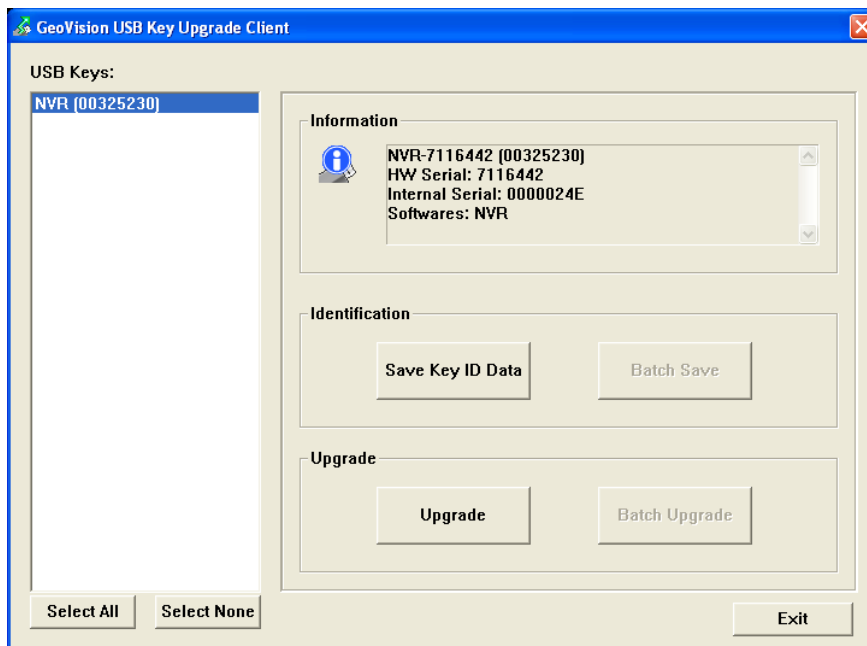 GeoVision USB Key Upgrade Client
USB Keys:
NVR (00325230)
Information
NVR-7116442 (00325230)
HW Serial: 7116442
Internal Serial: 0000024E
Softwares: NVR
Identification
Save Key ID Data
Batch Save
Upgrade
Upgrade
Batch Upgrade
Select All
Select None
Exit